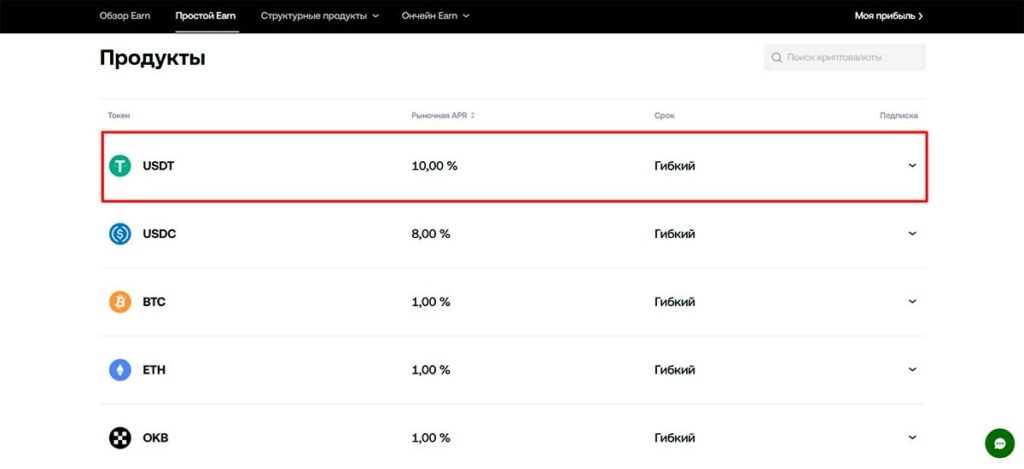 Обзор Earn Простой Earn Структурные продукты Ончейн Earn Моя прибыль
Продукты
Поиск криптовалюты
Токен Рыночная APR Срок Подписка
USDT 10,00 % Гибкий
USDC 8,00 % Гибкий
BTC 1,00 % Гибкий
ETH 1,00 % Гибкий
OKB 1,00 % Гибкий